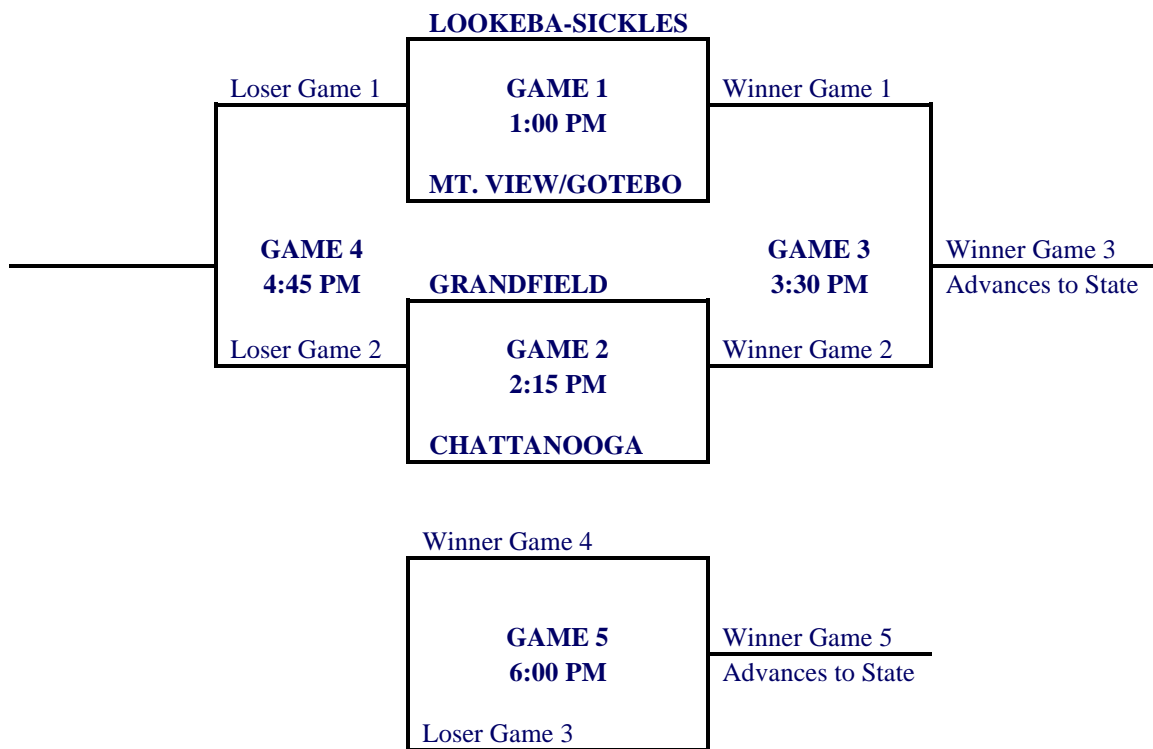 LOOKEBA-SICKLES
Loser Game 1
GAME 1
1:00 PM
Winner Game 1
MT. VIEW/GOTEBO
GAME 4
4:45 PM
GRANDFIELD
GAME 3
3:30 PM
Winner Game 3
Advances to State
Loser Game 2
GAME 2
2:15 PM
Winner Game 2
CHATTANOOGA
Winner Game 4
GAME 5
6:00 PM
Winner Game 5
Advances to State
Loser Game 3